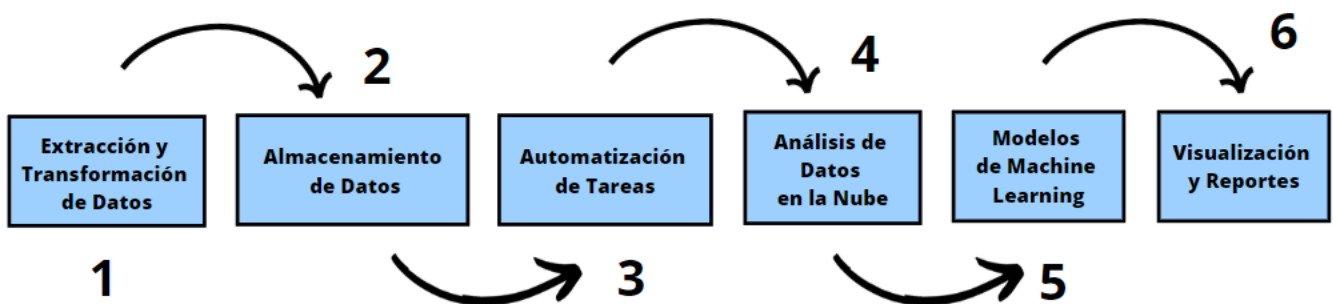 2
4
6
Extracción y
Transformación
de Datos
Almacenamiento
de Datos
Automatización
de Tareas
Análisis de
Datos
en la Nube
Modelos
de Machine
Learning
Visualización
y Reportes
1
3
5